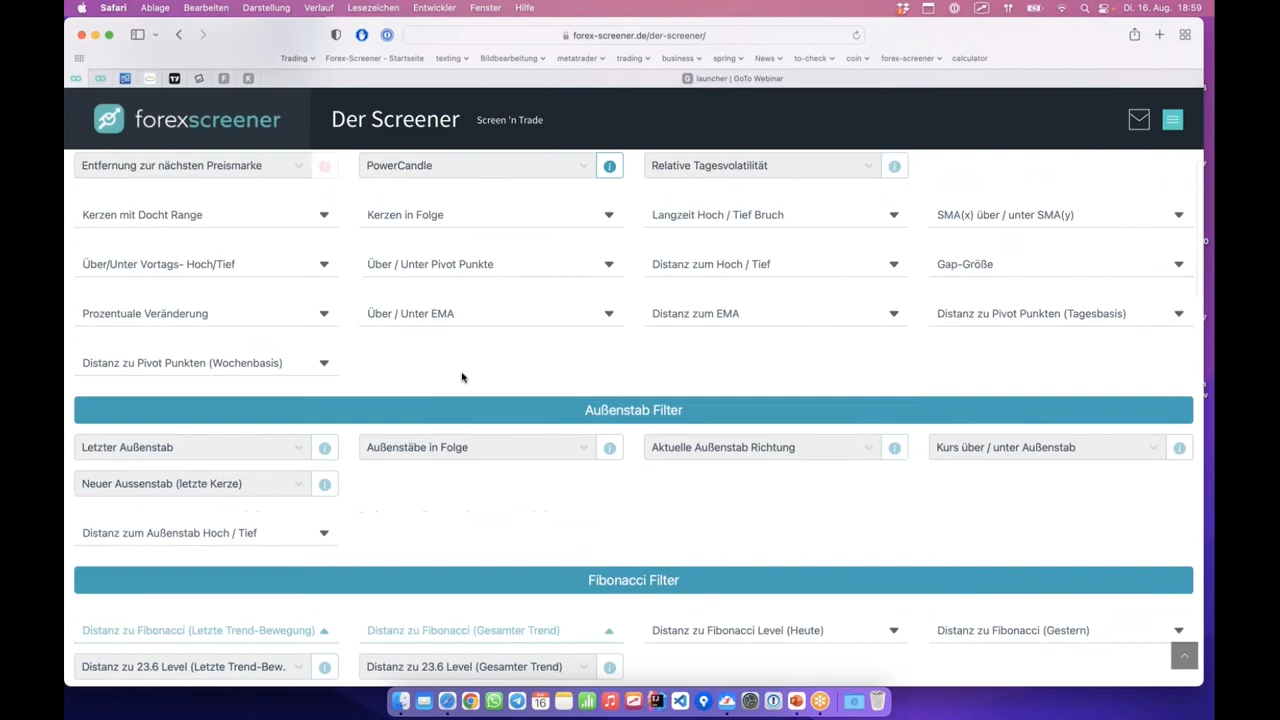 Safari Ablage Bearbeiten Darstellung Verlauf Lesezeichen Entwickler Fenster Hilfe Di. 16. Aug. 18:59
forex-screener.de/der-screener/
Trading Forex-Screener - Startseite texting Bildbearbeitung metatrader trading business spring News to-check coin forex-screener calculator
launcher | GoTo Webinar
forexscreener Der Screener Screen 'n Trade
Entfernung zur nächsten Preismarke PowerCandle Relative Tagesvolatilität
Kerzen mit Docht Range Kerzen in Folge Langzeit Hoch / Tief Bruch SMA(x) über / unter SMA(y)
Über/Unter Vortags- Hoch/Tief Über / Unter Pivot Punkte Distanz zum Hoch / Tief Gap-Größe
Prozentuale Veränderung Über / Unter EMA Distanz zum EMA Distanz zu Pivot Punkten (Tagesbasis)
Distanz zu Pivot Punkten (Wochenbasis)
Außenstab Filter
Letzter Außenstab Außenstäbe in Folge Aktuelle Außenstab Richtung Kurs über / unter Außenstab
Neuer Aussenstab (letzte Kerze)
Distanz zum Außenstab Hoch / Tief
Fibonacci Filter
Distanz zu Fibonacci (Letzte Trend-Bewegung) Distanz zu Fibonacci (Gesamter Trend) Distanz zu Fibonacci Level (Heute) Distanz zu Fibonacci (Gestern)
Distanz zu 23.6 Level (Letzte Trend-Bew. Distanz zu 23.6 Level (Gesamter Trend)